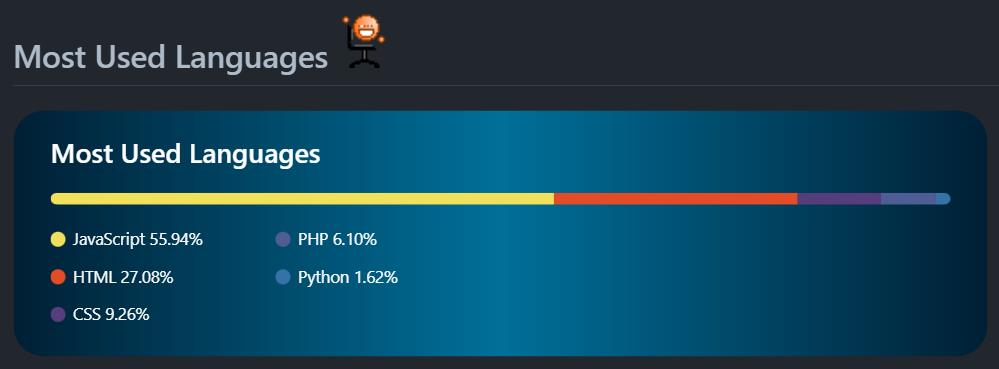 Most Used Languages
Most Used Languages
JavaScript 55.94%
HTML 27.08%
CSS 9.26%
PHP 6.10%
Python 1.62%